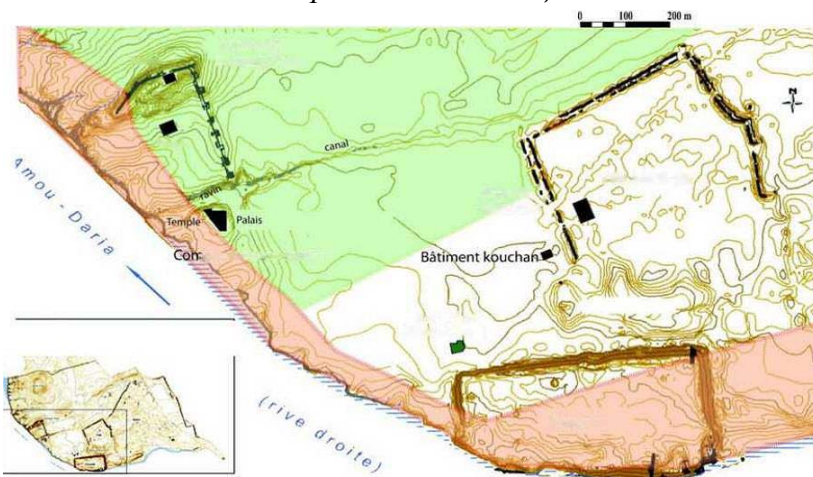 0 100 200 m
N
canal
ravin
Temple Palais
Con
Amou - Daria
Bâtiment kouchan
(rive droite)